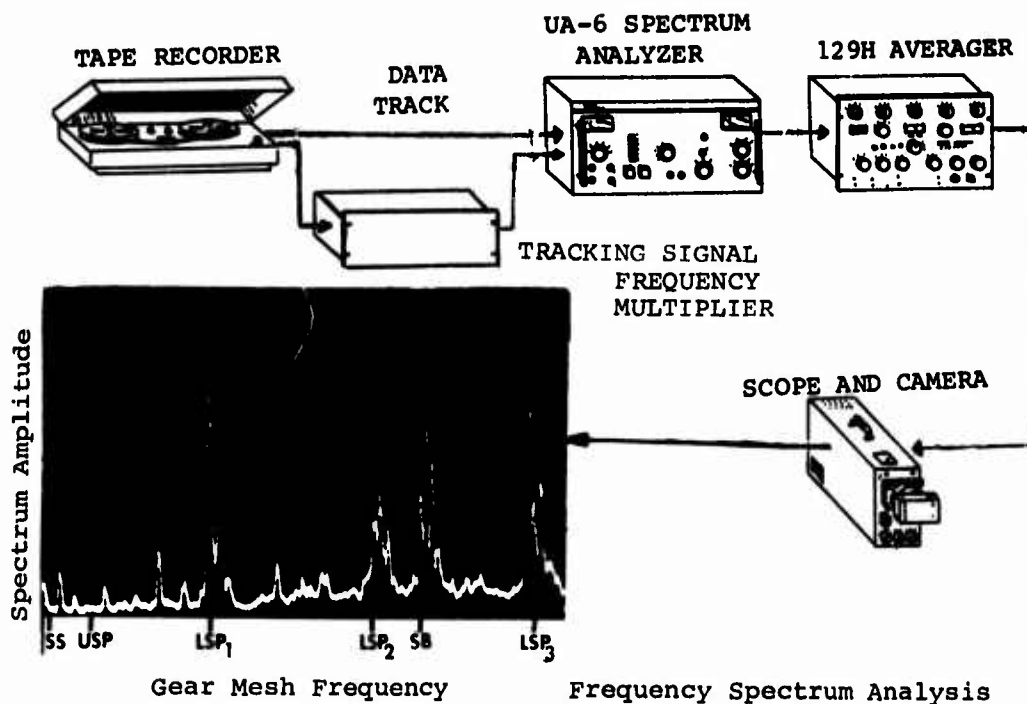 UA-6 SPECTRUM
ANALYZER
TAPE RECORDER
129H AVERAGER
DATA
TRACK
TRACKING SIGNAL
FREQUENCY
MULTIPLIER
SCOPE AND CAMERA
Spectrum Amplitude
SS USP LSP1 LSP2 SB LSP3
Gear Mesh Frequency
Frequency Spectrum Analysis